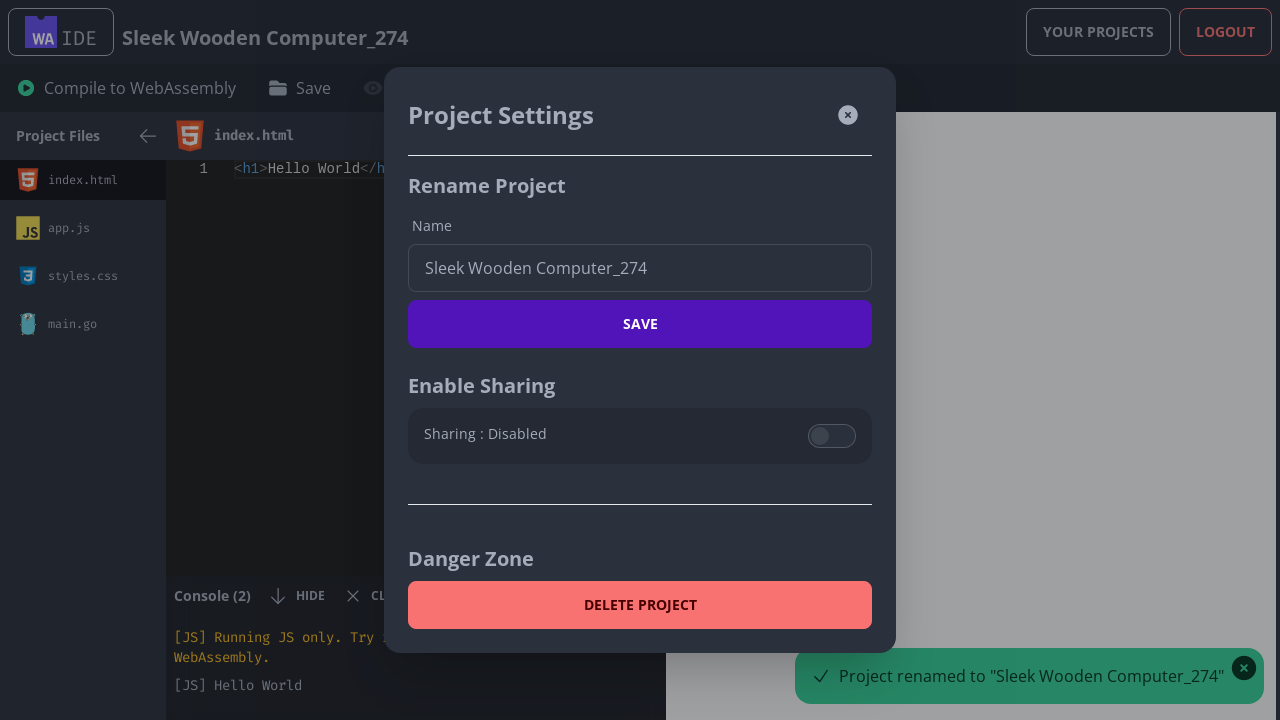 WA IDE
Sleek Wooden Computer_274
YOUR PROJECTS
LOGOUT
Compile to WebAssembly
Save
Project Files
index.html
index.html
app.js
styles.css
main.go
1 <h1>Hello World</h
Console (2)
HIDE
CL
[JS] Running JS only. Try
WebAssembly.
[JS] Hello World
Project Settings
Rename Project
Name
Sleek Wooden Computer_274
SAVE
Enable Sharing
Sharing : Disabled
Danger Zone
DELETE PROJECT
Project renamed to "Sleek Wooden Computer_274"